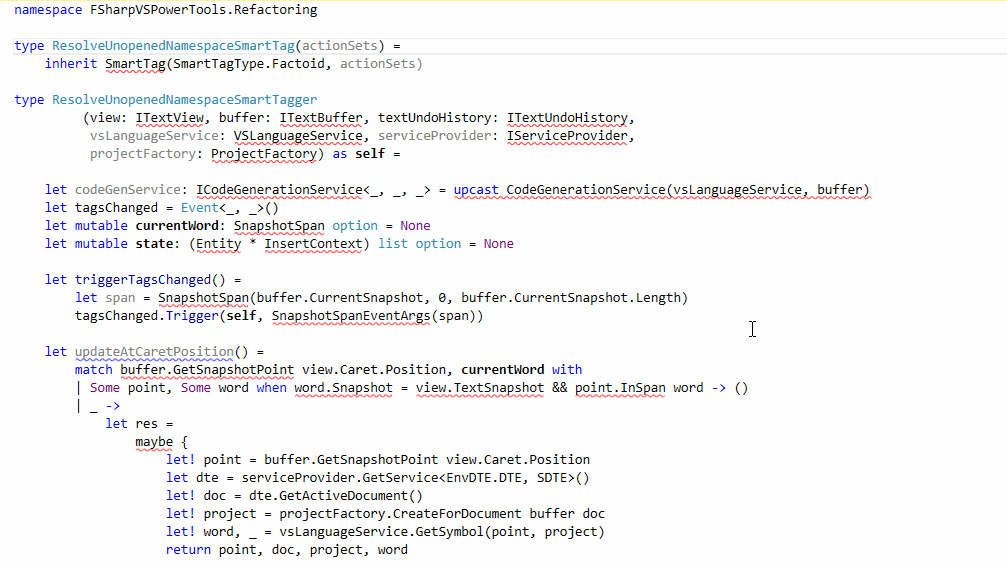 namespace FSharpVSPowerTools.Refactoring
type ResolveUnopenedNamespaceSmartTag(actionSets) =
    inherit SmartTag(SmartTagType.Factoid, actionSets)
type ResolveUnopenedNamespaceSmartTagger
         (view: ITextView, buffer: ITextBuffer, textUndoHistory: ITextUndoHistory,
          vsLanguageService: VSLanguageService, serviceProvider: IServiceProvider,
          projectFactory: ProjectFactory) as self =
    let codeGenService: ICodeGenerationService<_, _, _> = upcast CodeGenerationService(vsLanguageService, buffer)
    let tagsChanged = Event<_, _>()
    let mutable currentWord: SnapshotSpan option = None
    let mutable state: (Entity * InsertContext) list option = None
    let triggerTagsChanged() =
        let span = SnapshotSpan(buffer.CurrentSnapshot, 0, buffer.CurrentSnapshot.Length)
        tagsChanged.Trigger(self, SnapshotSpanEventArgs(span))
    let updateAtCaretPosition() =
        match buffer.GetSnapshotPoint view.Caret.Position, currentWord with
        | Some point, Some word when word.Snapshot = view.TextSnapshot && point.InSpan word -> ()
        | _ ->
            let res =
                maybe {
                    let! point = buffer.GetSnapshotPoint view.Caret.Position
                    let dte = serviceProvider.GetService<EnvDTE.DTE, SDTE>()
                    let! doc = dte.GetActiveDocument()
                    let! project = projectFactory.CreateForDocument buffer doc
                    let! word, _ = vsLanguageService.GetSymbol(point, project)
                    return point, doc, project, word